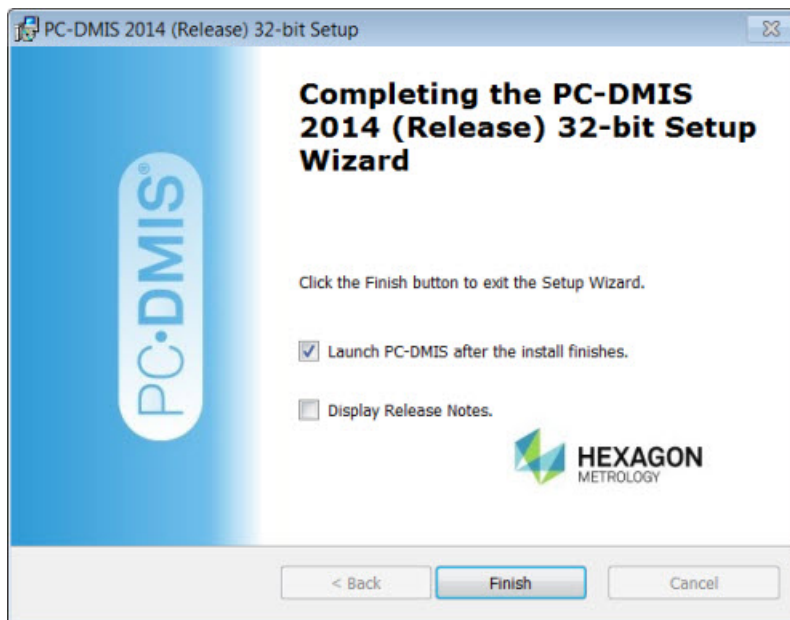 PC-DMIS 2014 (Release) 32-bit Setup
Completing the PC-DMIS
2014 (Release) 32-bit Setup
Wizard
PC•DMIS®
Click the Finish button to exit the Setup Wizard.
Launch PC-DMIS after the install finishes.
Display Release Notes.
HEXAGON
METROLOGY
< Back
Finish
Cancel